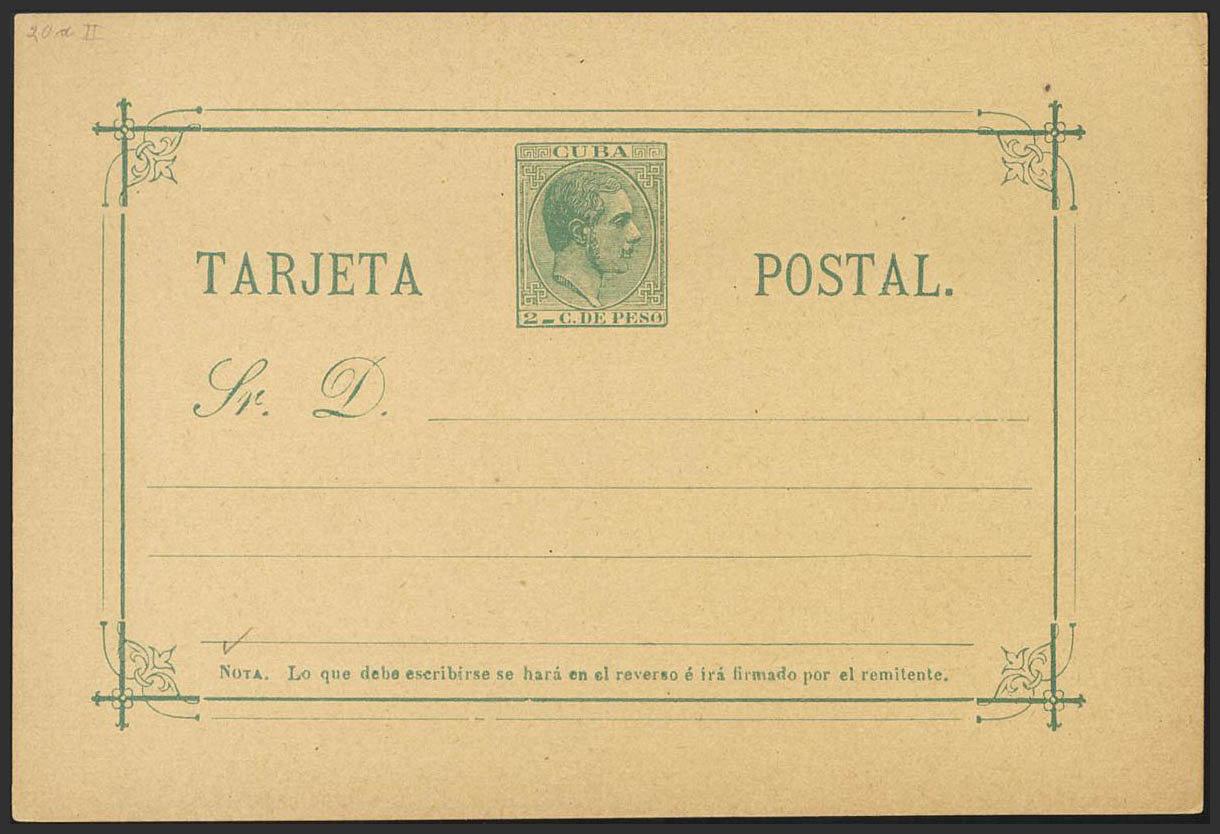 20a II
CUBA
TARJETA POSTAL.
2 - C. DE PESO
Sr. D.
NOTA. Lo que debe escribirse se hará en el reverso é irá firmado por el remitente.